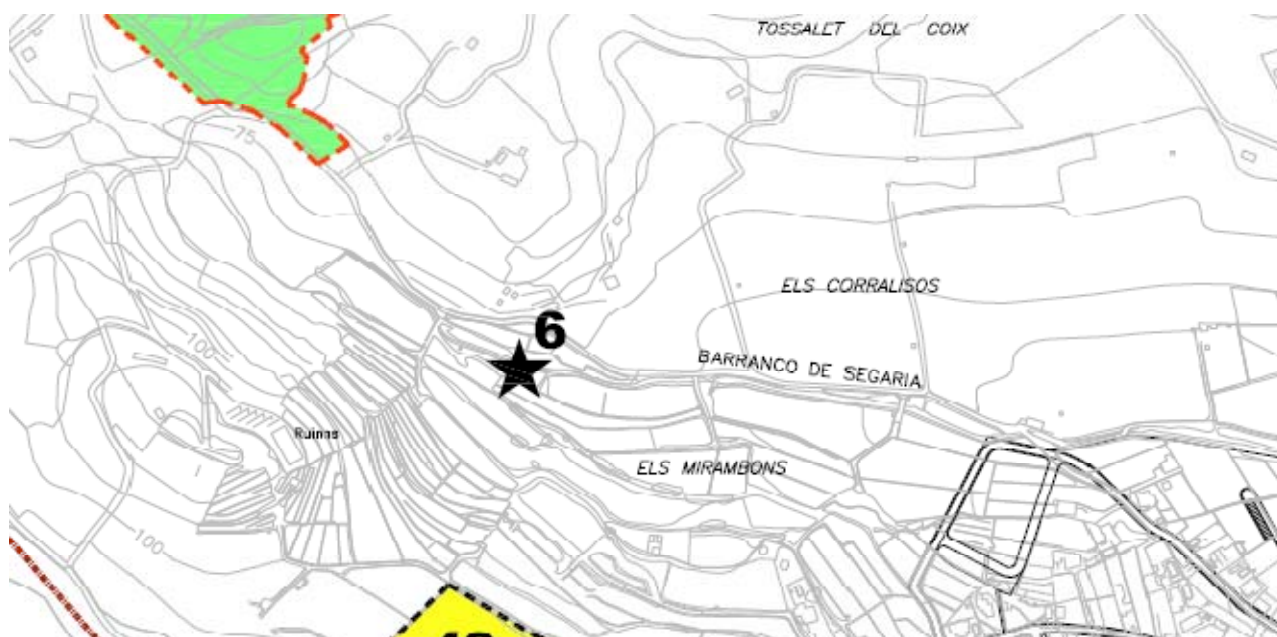 TOSSALET DEL COIX
75
ELS CORRALISOS
6
100
BARRANCO DE SEGARIA
Ruinas
ELS MIRAMBONS
100